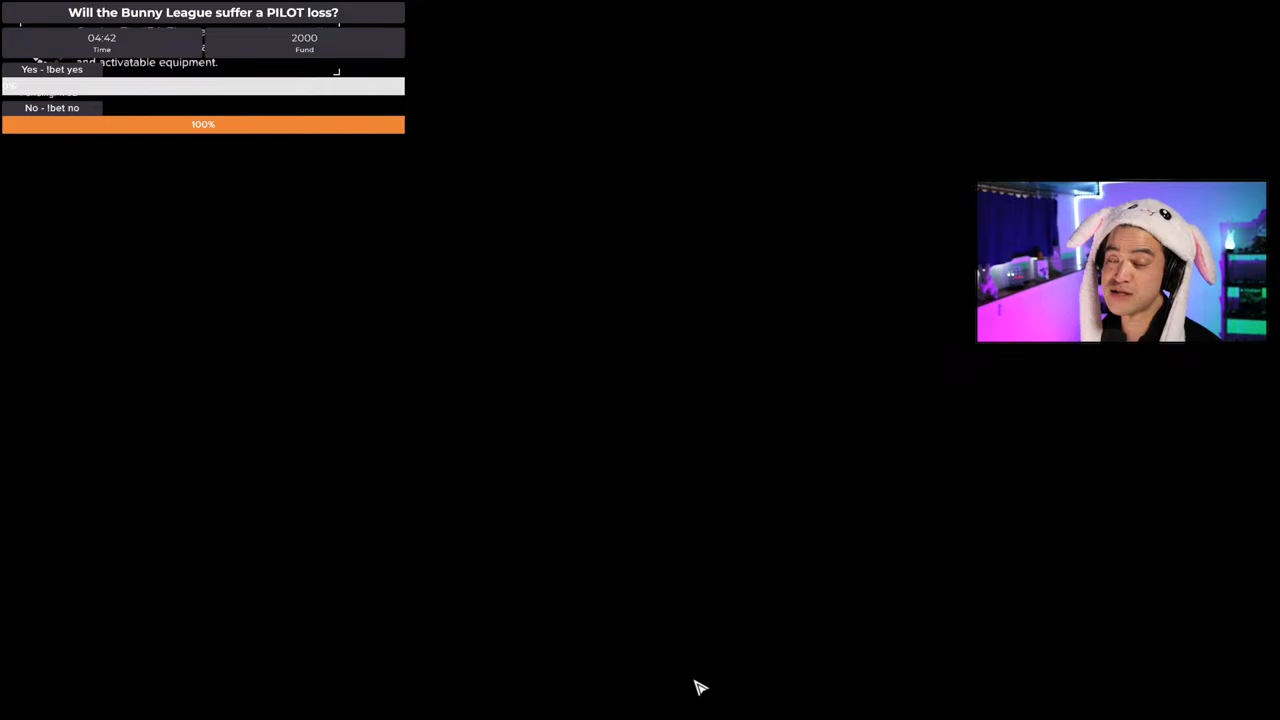 Will the Bunny League suffer a PILOT loss?
04:42
Time
2000
Fund
and activatable equipment.
Yes - !bet yes
No - !bet no
100%